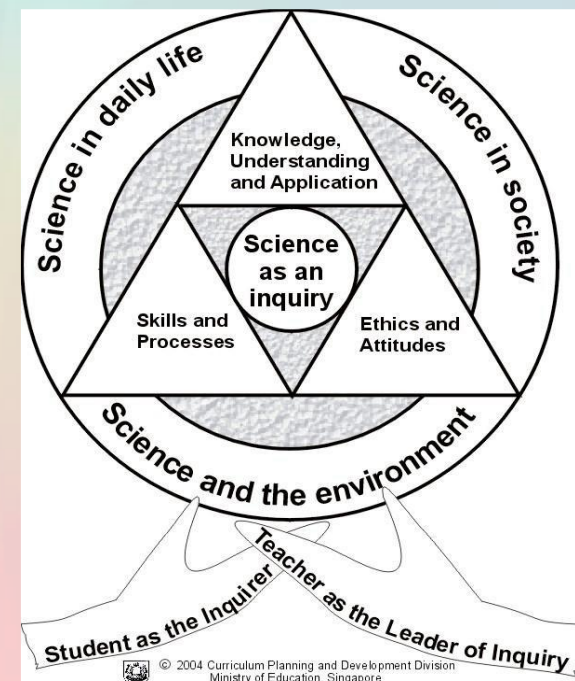 Science in daily life
Science in society
Knowledge,
Understanding
and Application
Science
as an
inquiry
Skills and
Processes
Ethics and
Attitudes
Science and the environment
Student as the Inquirer
Teacher as the Leader of Inquiry
© 2004 Curriculum Planning and Development Division
Ministry of Education, Singapore